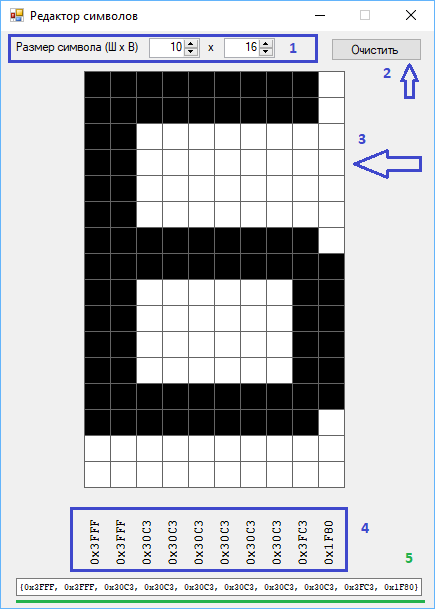 Редактор символов
Размер символа (Ш x В) 10 x 16 1 Очистить
2
3
0x3FFF 0x3FFF 0x30C3 0x30C3 0x30C3 0x30C3 0x30C3 0x30C3 0x3FC3 0x1F80 4
5
{0x3FFF, 0x3FFF, 0x30C3, 0x30C3, 0x30C3, 0x30C3, 0x30C3, 0x30C3, 0x3FC3, 0x1F80}